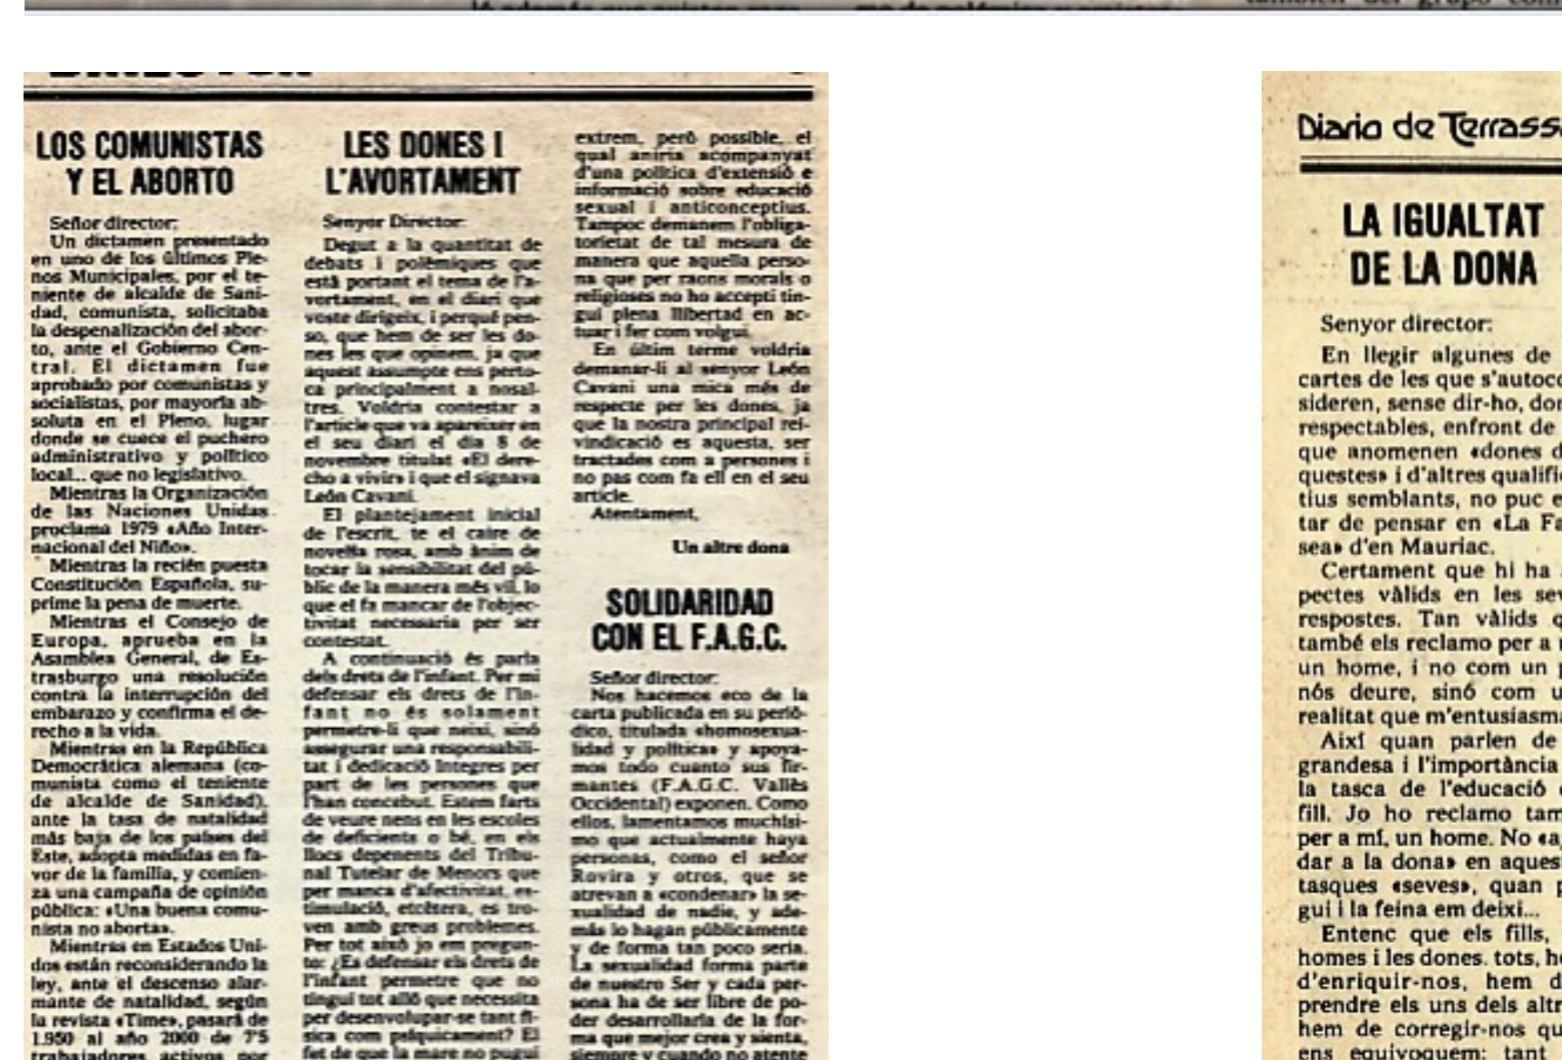 LOS COMUNISTAS
Y EL ABORTO
Señor director:
Un dictamen presentado
en uno de los últimos Ple-
nos Municipales, por el te-
niente de alcalde de Sani-
dad, comunista, solicitaba
la despenalización del abor-
to, ante el Gobierno Cen-
tral. El dictamen fue
aprobado por comunistas y
socialistas, por mayoría ab-
soluta en el Pleno, lugar
donde se cuece el puchero
administrativo y político
local... que no legislativo.
Mientras la Organización
de las Naciones Unidas
proclama 1979 «Año Inter-
nacional del Niño».
Mientras la recién puesta
Constitución Española, su-
prime la pena de muerte.
Mientras el Consejo de
Europa, aprueba en la
Asamblea General, de Es-
trasburgo una resolución
contra la interrupción del
embarazo y confirma el de-
recho a la vida.
Mientras en la República
Democrática alemana (co-
munista como el teniente
de alcalde de Sanidad),
ante la tasa de natalidad
más baja de los países del
Este, adopta medidas en fa-
vor de la familia, y comien-
za una campaña de opinión
pública: «Una buena comu-
nista no aborta».
Mientras en Estados Uni-
dos están reconsiderando la
ley, ante el descenso alar-
mante de natalidad, según
la revista «Time», pasará de
1.950 al año 2000 de 7'5
trabajadores activos por
LES DONES I
L'AVORTAMENT
Senyor Director:
Degut a la quantitat de
debats i polèmiques que
està portant el tema de l'a-
vortament, en el diari que
voste dirigeix, i perquè pen-
so, que hem de ser les do-
nes les que opinem, ja que
aquest assumpte ens perto-
ca principalment a nosal-
tres. Voldria contestar a
l'article que va apareixer en
el seu diari el dia 8 de
novembre titulat «El dere-
cho a vivir» i que el signava
León Cavani.
El plantejament inicial
de l'escrit, te el caire de
novella rosa, amb ànim de
tocar la sensibilitat del pú-
blic de la manera més vil, lo
que el fa mancar de l'objec-
tivitat necessaria per ser
contestat.
A continuació és parla
dels drets de l'infant. Per mi
defensar els drets de l'in-
fant no és solament
permetre-li que neixi, sinó
assegurar una responsabili-
tat i dedicació íntegres per
part de les persones que
l'han concebut. Estem farts
de veure nens en les escoles
de deficients o bé, en els
llocs depenents del Tribu-
nal Tutelar de Menors que
per manca d'afectivitat, es-
timulació, etcètera, es tro-
ven amb greus problemes.
Per tot això jo em pregun-
to: ¿Es defensar els drets de
l'infant permetre que no
tingui tot allò que necessita
per desenvolupar-se tant fí-
sica com psíquicament? El
fet de que la mare no pugui
extrem, però possible, el
qual aniria acompanyat
d'una política d'extensió e
informació sobre educació
sexual i anticonceptius.
Tampoc demanem l'obliga-
torietat de tal mesura de
manera que aquella perso-
na que per raons morals o
religioses no ho accepti tin-
gui plena llibertad en ac-
tuar i fer com volgui.
En últim terme voldria
demanar-li al senyor León
Cavani una mica més de
respecte per les dones, ja
que la nostra principal rei-
vindicació es aquesta, ser
tractades com a persones i
no pas com fa ell en el seu
article.
Atentament,
Un altre dona
SOLIDARIDAD
CON EL F.A.G.C.
Señor director:
Nos hacemos eco de la
carta publicada en su perió-
dico, titulada «homosexua-
lidad y política» y apoya-
mos todo cuanto sus fir-
mantes (F.A.G.C. Vallès
Occidental) exponen. Como
ellos, lamentamos muchísi-
mo que actualmente haya
personas, como el señor
Rovira y otros, que se
atrevan a «condenar» la se-
xualidad de nadie, y ade-
más lo hagan públicamente
y de forma tan poco seria.
La sexualidad forma parte
de nuestro Ser y cada per-
sona ha de ser libre de po-
der desarrollarla de la for-
ma que mejor crea y sienta,
siempre y cuando no atente
Diario de Terrassa
LA IGUALTAT
DE LA DONA
Senyor director:
En llegir algunes de
cartes de les que s'autoco
sideren, sense dir-ho, don
respectables, enfront de
que anomenen «dones d
questes» i d'altres qualific
tius semblants, no puc e
tar de pensar en «La Fa
sea» d'en Mauriac.
Certament que hi ha
pectes vàlids en les sev
respostes. Tan vàlids q
també els reclamo per a
un home, i no com un p
nós deure, sinó com u
realitat que m'entusiasma
Així quan parlen de
grandesa i l'importància
la tasca de l'educació
fill. Jo ho reclamo tam
per a mí, un home. No «a
dar a la dona» en aquest
tasques «seves», quan p
gui i la feina em deixi...
Entenc que els fills,
homes i les dones. tots, h
d'enriquir-nos, hem d
prendre els uns dels altr
hem de corregir-nos qu
ens equivoquem; tant